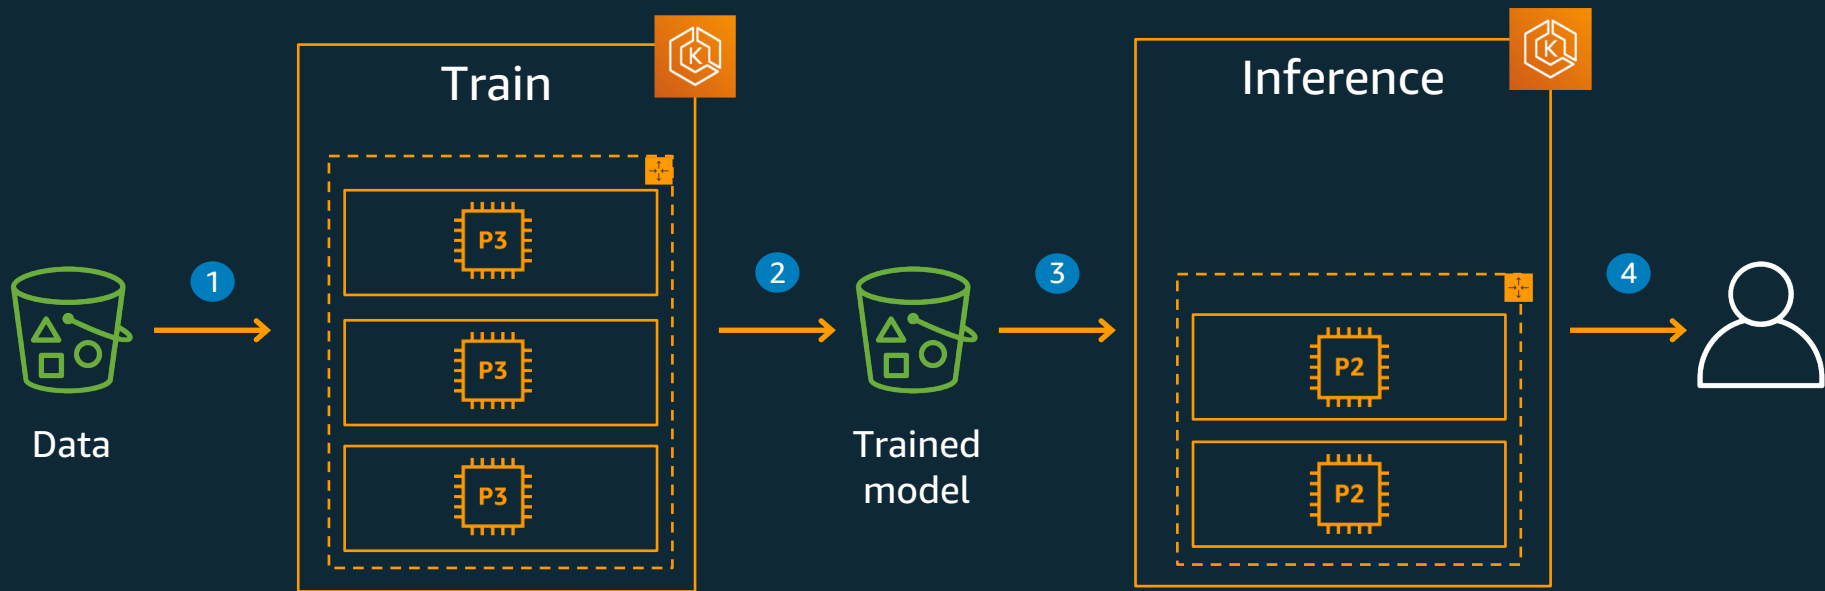 Train
K
Inference
K
P3
1
2
3
4
P3
P2
Data
Trained
model
P3
P2